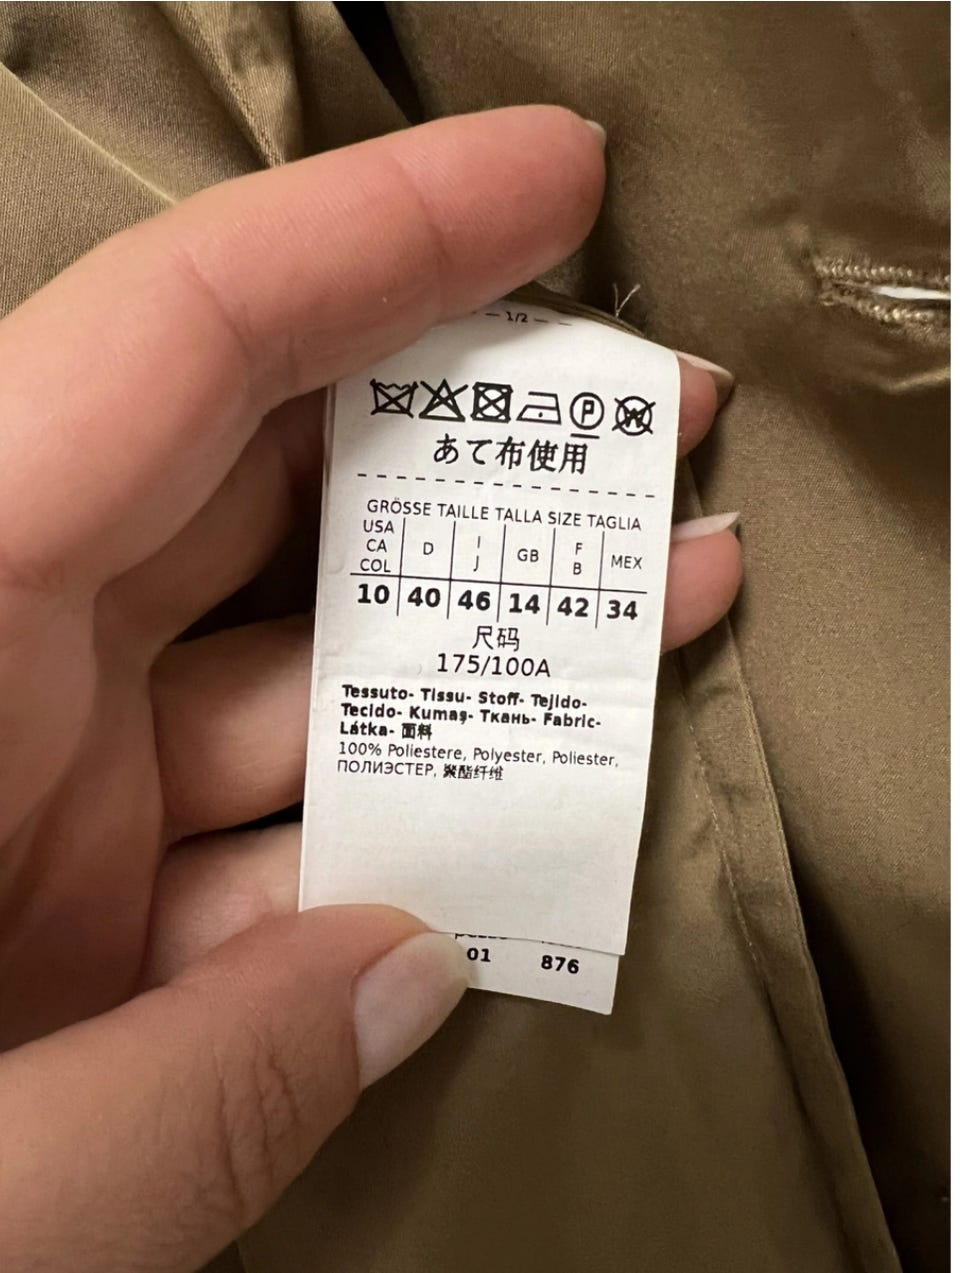 — 1/2 — —
P W
あて布使用
GRÖSSE TAILLE TALLA SIZE TAGLIA
USA CA COL D I J GB F B MEX
10 40 46 14 42 34
尺码
175/100A
Tessuto- Tissu- Stoff- Tejido-
Tecido- Kumaş- Ткань- Fabric-
Látka- 面料
100% Poliestere, Polyester, Poliester,
ПОЛИЭСТЕР, 聚酯纤维
01 876